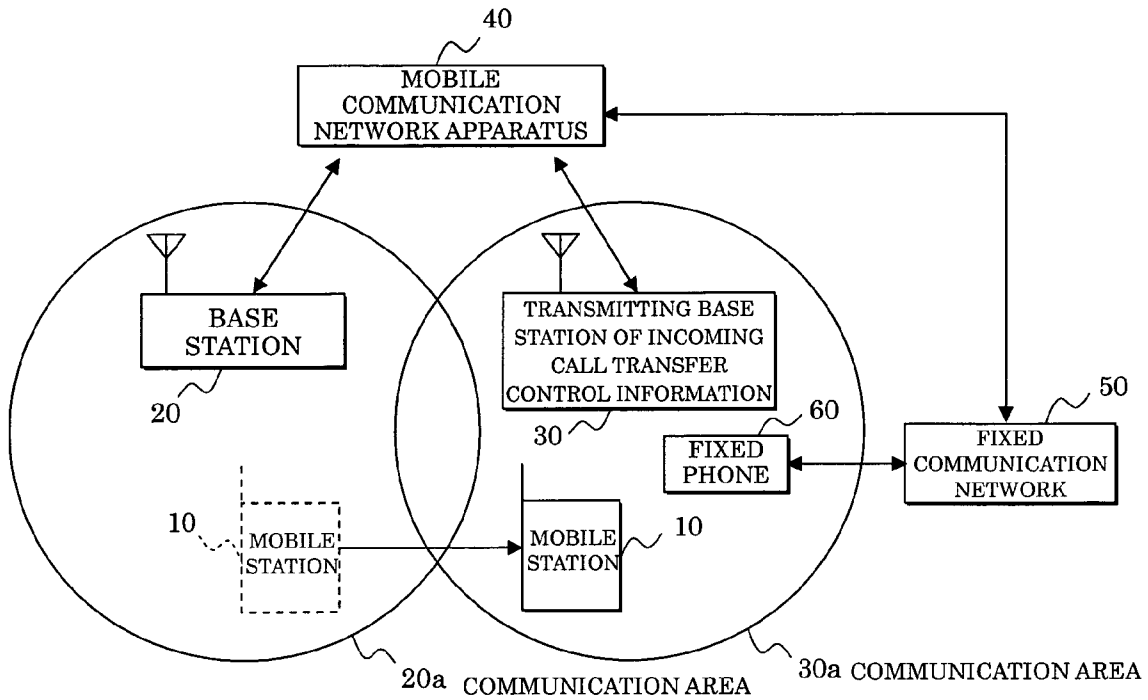 40
MOBILE
COMMUNICATION
NETWORK APPARATUS
BASE
STATION
20
TRANSMITTING BASE
STATION OF INCOMING
CALL TRANSFER
CONTROL INFORMATION
30
60
FIXED
PHONE
50
FIXED
COMMUNICATION
NETWORK
10
MOBILE
STATION
MOBILE
STATION
10
20a COMMUNICATION AREA
30a COMMUNICATION AREA